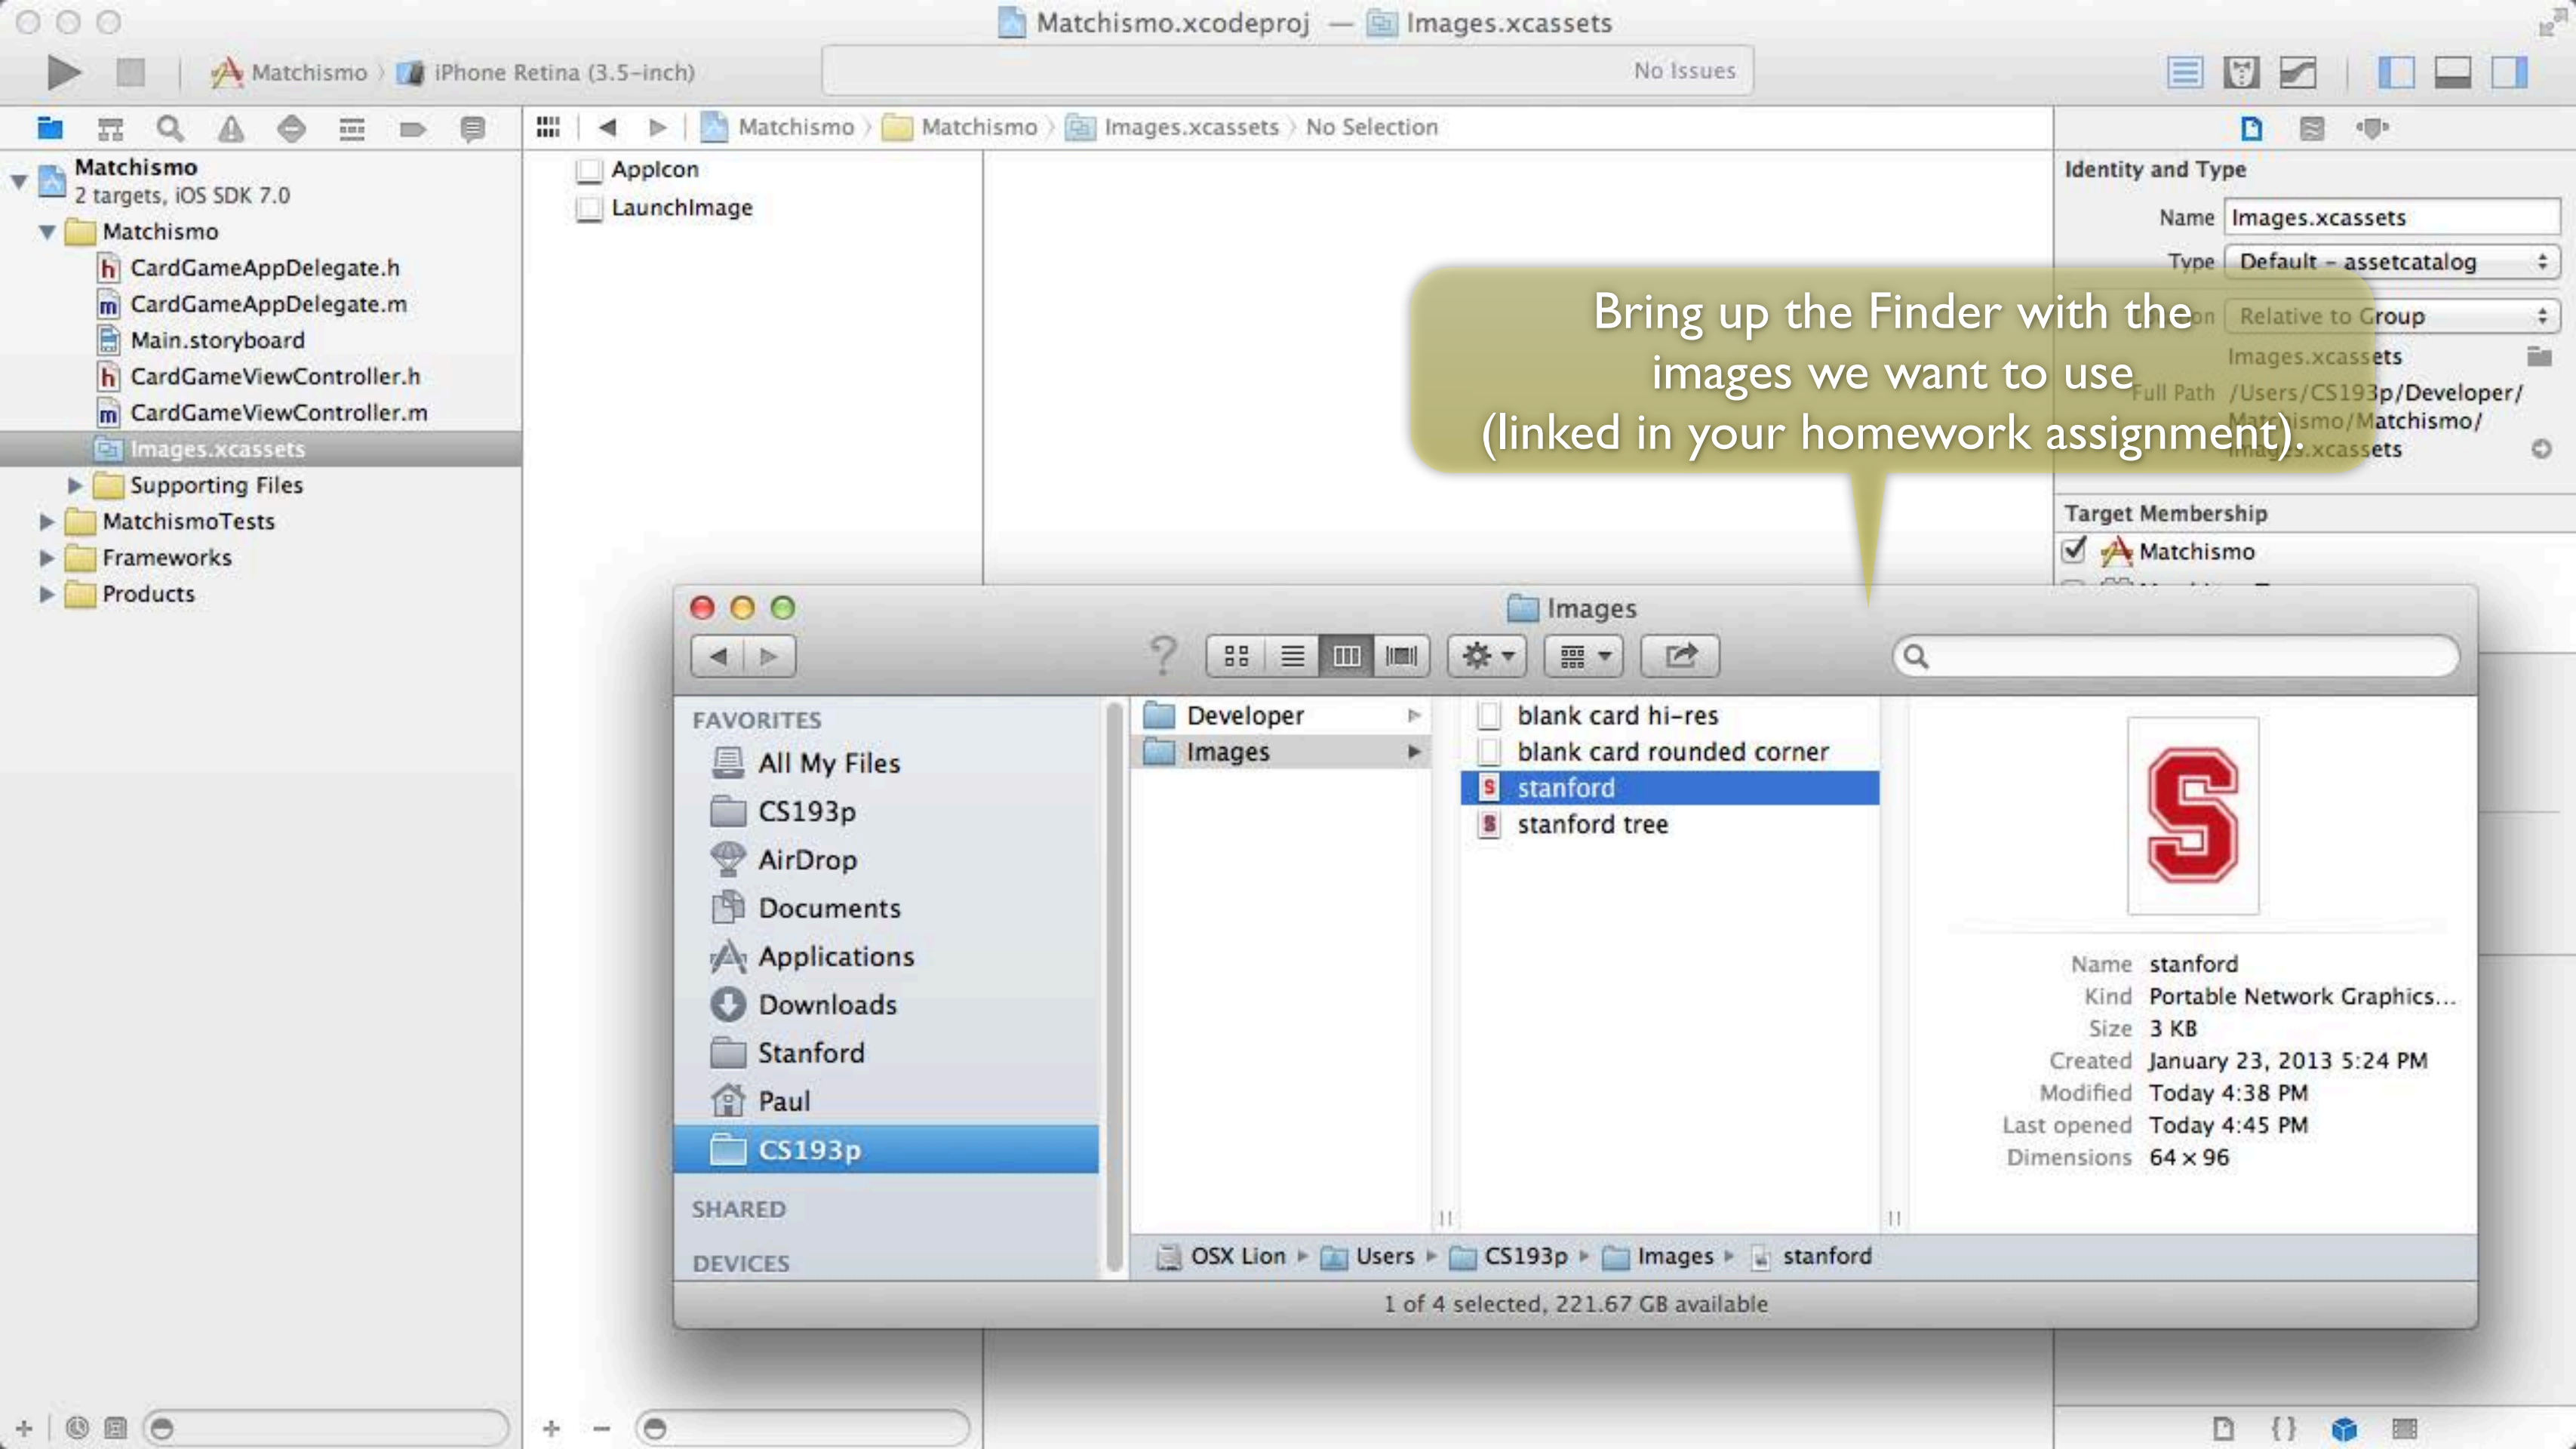 Matchismo.xcodeproj — Images.xcassets
Matchismo iPhone Retina (3.5-inch)
No Issues
Matchismo Matchismo Images.xcassets No Selection
Matchismo
2 targets, iOS SDK 7.0
Matchismo
h CardGameAppDelegate.h
m CardGameAppDelegate.m
Main.storyboard
h CardGameViewController.h
m CardGameViewController.m
Images.xcassets
Supporting Files
MatchismoTests
Frameworks
Products
AppIcon
LaunchImage
Identity and Type
Name Images.xcassets
Type Default - assetcatalog
Relative to Group
Images.xcassets
Full Path /Users/CS193p/Developer/
Matchismo/Matchismo/
Images.xcassets
Target Membership
Matchismo
Bring up the Finder with the
images we want to use
(linked in your homework assignment).
Images
FAVORITES
All My Files
CS193p
AirDrop
Documents
Applications
Downloads
Stanford
Paul
CS193p
SHARED
DEVICES
Developer
Images
blank card hi-res
blank card rounded corner
S stanford
S stanford tree
S
Name stanford
Kind Portable Network Graphics...
Size 3 KB
Created January 23, 2013 5:24 PM
Modified Today 4:38 PM
Last opened Today 4:45 PM
Dimensions 64 × 96
OSX Lion Users CS193p Images stanford
1 of 4 selected, 221.67 GB available